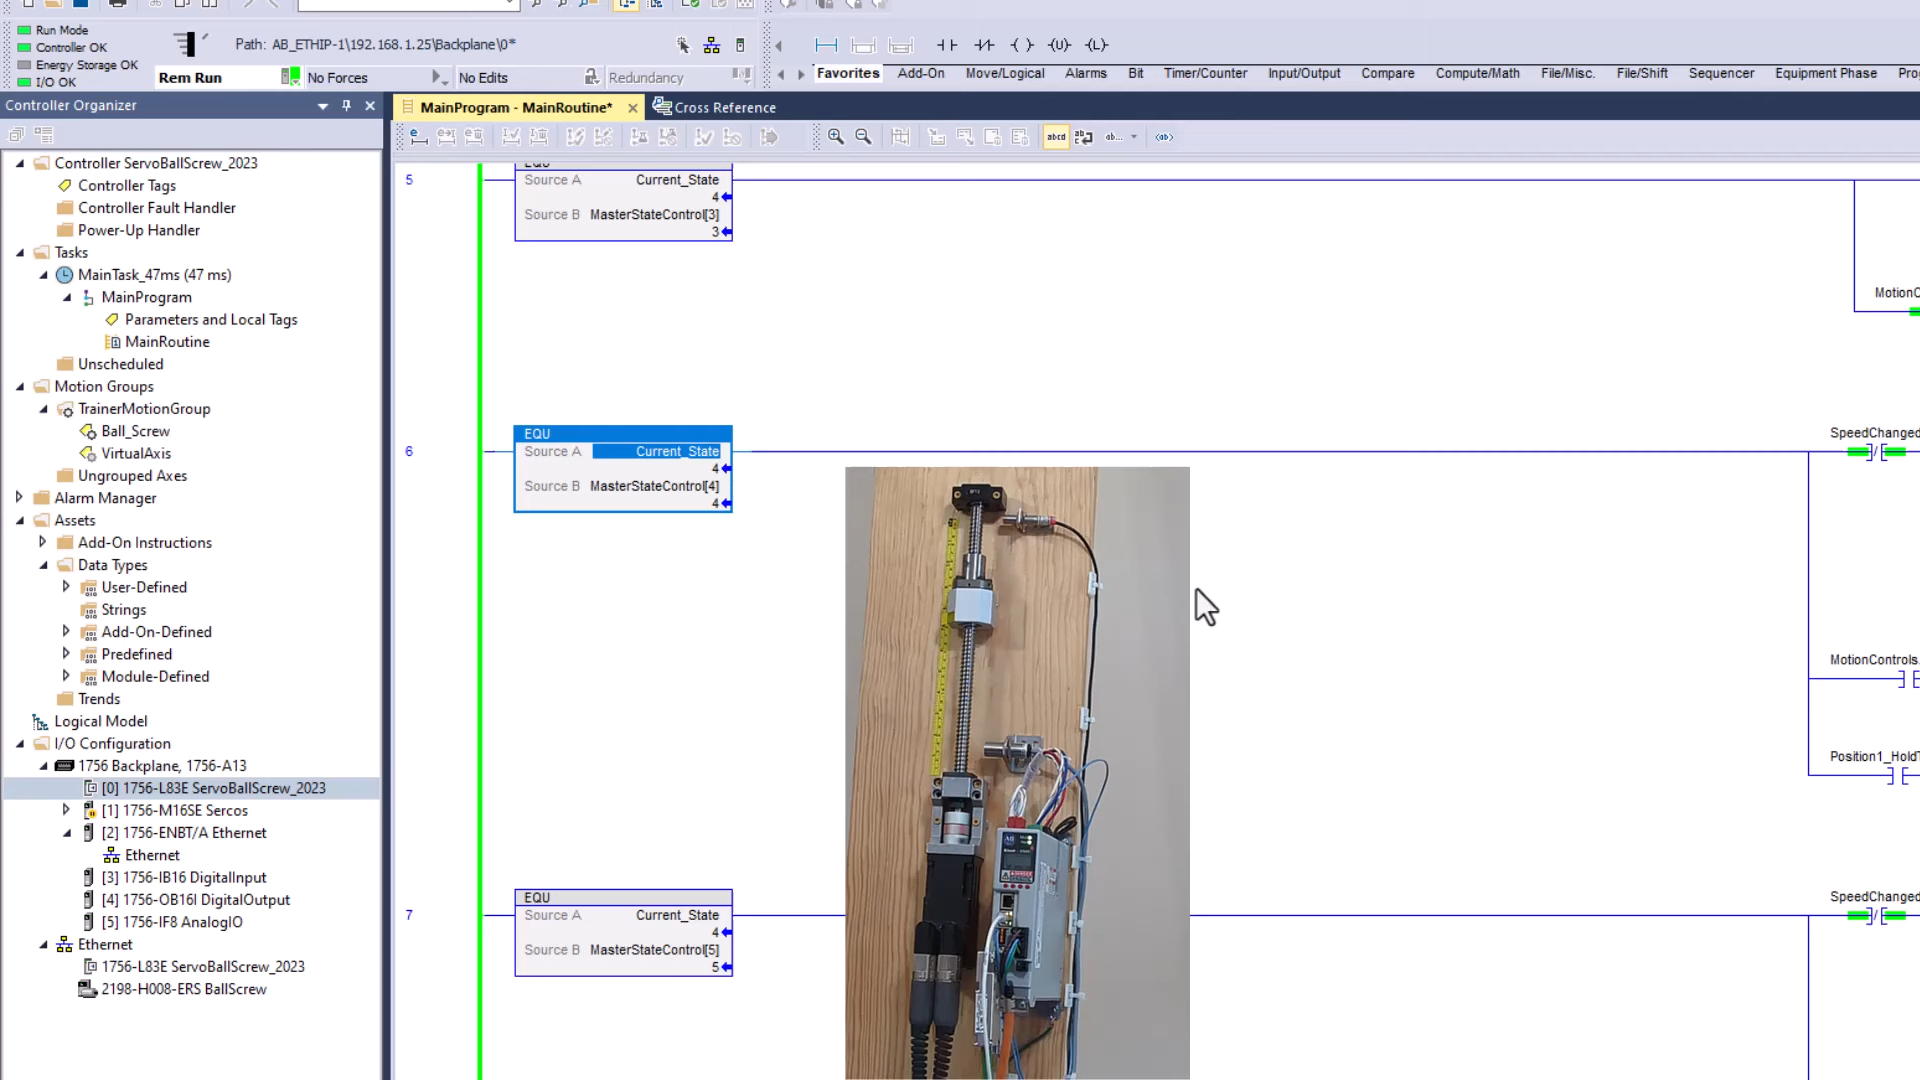 Run Mode
Controller OK
Energy Storage OK
I/O OK
Path: AB_ETHIP-1\192.168.1.25\Backplane\0*
Rem Run
No Forces
No Edits
Redundancy
Favorites Add-On Move/Logical Alarms Bit Timer/Counter Input/Output Compare Compute/Math File/Misc. File/Shift Sequencer Equipment Phase
Controller Organizer
MainProgram - MainRoutine*
Cross Reference
Controller ServoBallScrew_2023
Controller Tags
Controller Fault Handler
Power-Up Handler
Tasks
MainTask_47ms (47 ms)
MainProgram
Parameters and Local Tags
MainRoutine
Unscheduled
Motion Groups
TrainerMotionGroup
Ball_Screw
VirtualAxis
Ungrouped Axes
Alarm Manager
Assets
Add-On Instructions
Data Types
User-Defined
Strings
Add-On-Defined
Predefined
Module-Defined
Trends
Logical Model
I/O Configuration
1756 Backplane, 1756-A13
[0] 1756-L83E ServoBallScrew_2023
[1] 1756-M16SE Sercos
[2] 1756-ENBT/A Ethernet
Ethernet
[3] 1756-IB16 DigitalInput
[4] 1756-OB16I DigitalOutput
[5] 1756-IF8 AnalogIO
Ethernet
1756-L83E ServoBallScrew_2023
2198-H008-ERS BallScrew
abcd
ab...
<ab>
5
EQU
Source A Current_State
4
Source B MasterStateControl[3]
3
MotionC
6
EQU
Source A Current_State
4
Source B MasterStateControl[4]
4
SpeedChanged
MotionControls.
Position1_HoldT
7
EQU
Source A Current_State
4
Source B MasterStateControl[5]
5
SpeedChanged